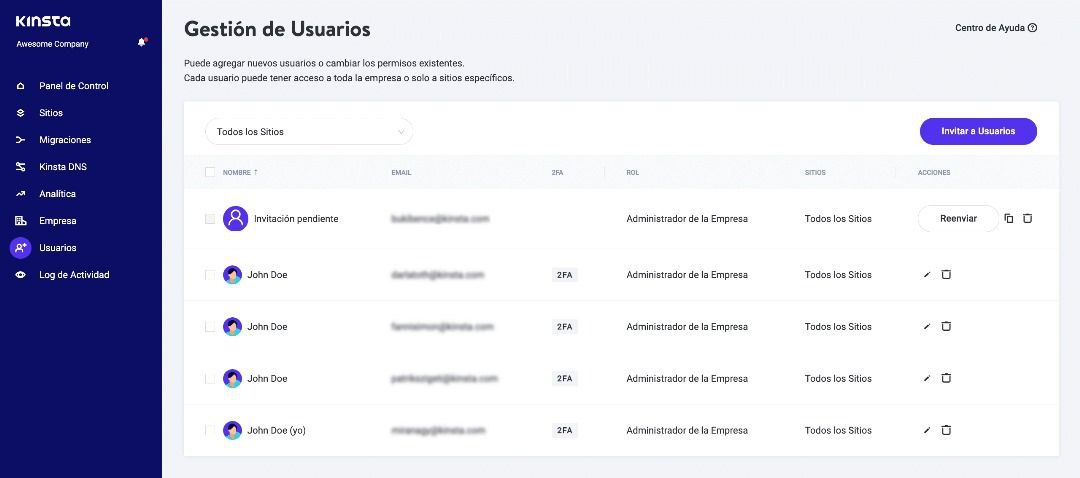 KINSTA
Awesome Company
Panel de Control
Sitios
Migraciones
Kinsta DNS
Analítica
Empresa
Usuarios
Log de Actividad
Gestión de Usuarios
Centro de Ayuda
Puede agregar nuevos usuarios o cambiar los permisos existentes.
Cada usuario puede tener acceso a toda la empresa o solo a sitios específicos.
Todos los Sitios
Invitar a Usuarios
NOMBRE ↑ EMAIL 2FA ROL SITIOS ACCIONES
Invitación pendiente Administrador de la Empresa Todos los Sitios Reenviar
John Doe 2FA Administrador de la Empresa Todos los Sitios
John Doe 2FA Administrador de la Empresa Todos los Sitios
John Doe 2FA Administrador de la Empresa Todos los Sitios
John Doe (yo) 2FA Administrador de la Empresa Todos los Sitios